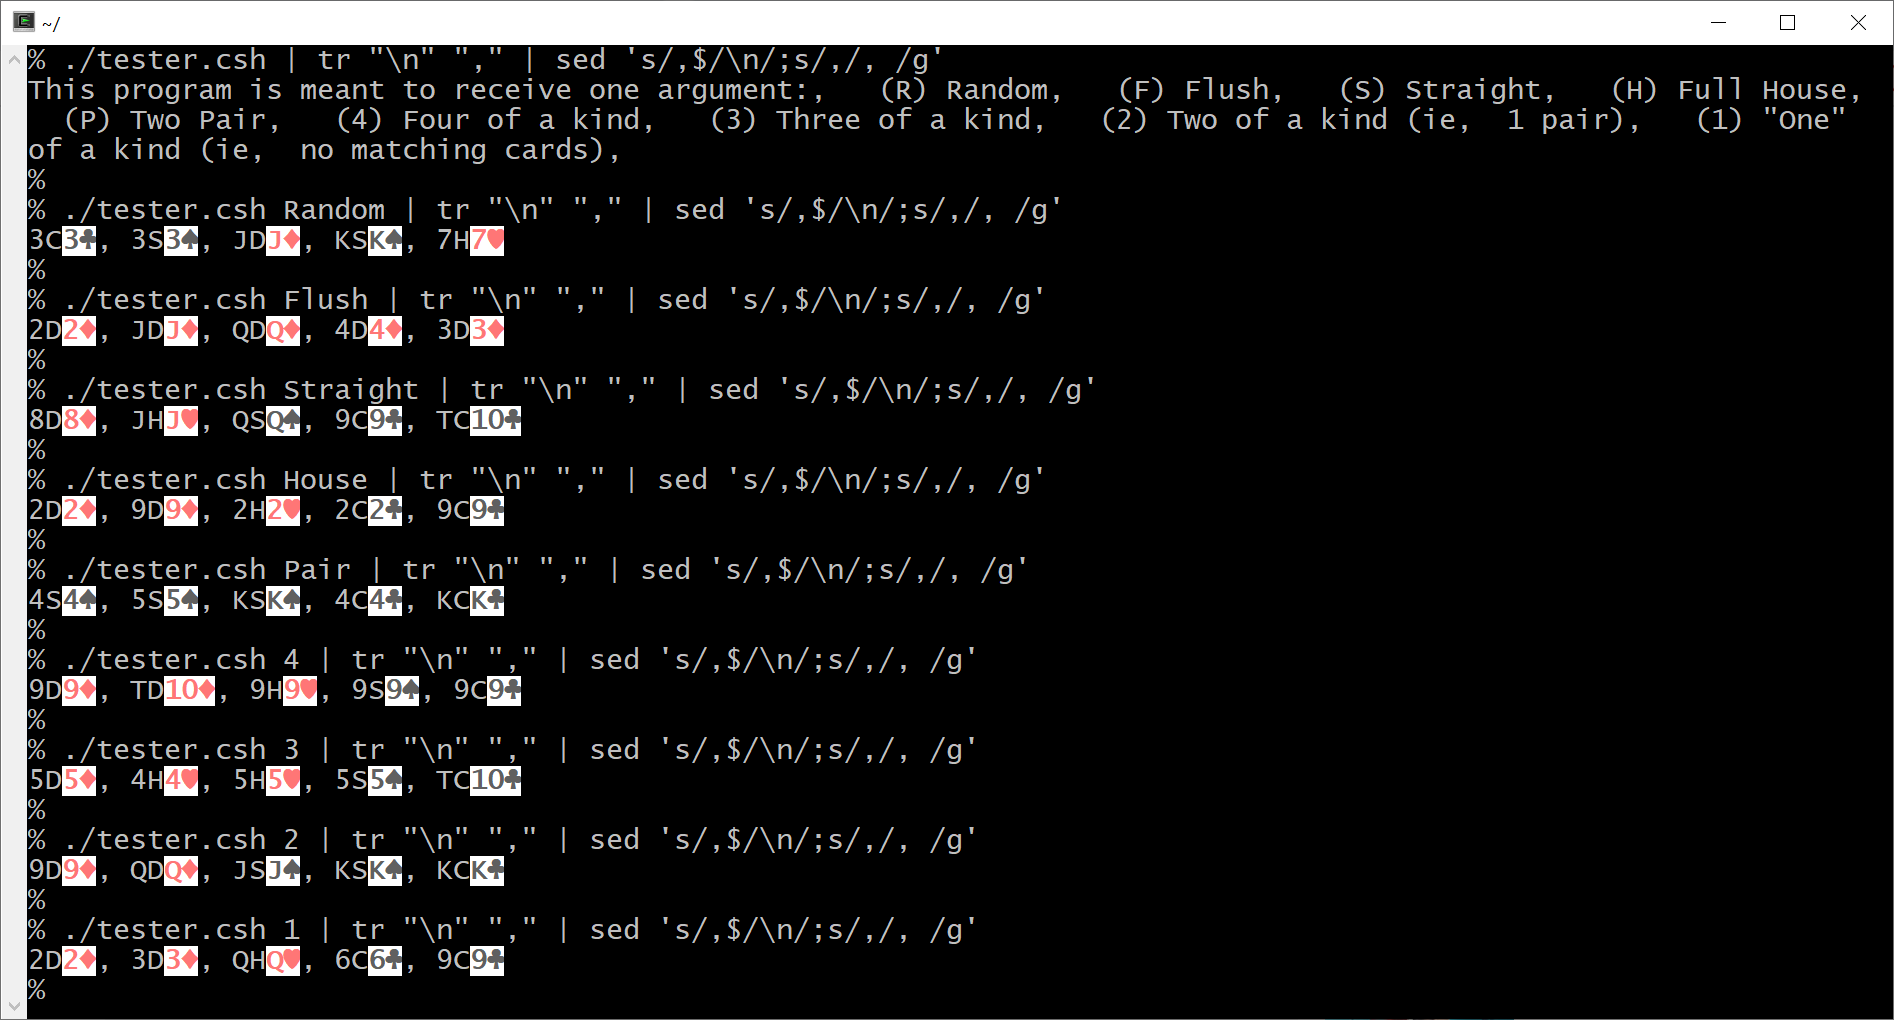 ~/
% ./tester.csh | tr "\n" "," | sed 's/,$/\n/;s/,/, /g'
This program is meant to receive one argument:,   (R) Random,   (F) Flush,   (S) Straight,   (H) Full House,
  (P) Two Pair,   (4) Four of a kind,   (3) Three of a kind,   (2) Two of a kind (ie,  1 pair),   (1) "One"
of a kind (ie,  no matching cards),
%
% ./tester.csh Random | tr "\n" "," | sed 's/,$/\n/;s/,/, /g'
3C3♣, 3S3♠, JDJ♦, KSK♠, 7H7♥
%
% ./tester.csh Flush | tr "\n" "," | sed 's/,$/\n/;s/,/, /g'
2D2♦, JDJ♦, QDQ♦, 4D4♦, 3D3♦
%
% ./tester.csh Straight | tr "\n" "," | sed 's/,$/\n/;s/,/, /g'
8D8♦, JHJ♥, QSQ♠, 9C9♣, TC10♣
%
% ./tester.csh House | tr "\n" "," | sed 's/,$/\n/;s/,/, /g'
2D2♦, 9D9♦, 2H2♥, 2C2♣, 9C9♣
%
% ./tester.csh Pair | tr "\n" "," | sed 's/,$/\n/;s/,/, /g'
4S4♠, 5S5♠, KSK♠, 4C4♣, KCK♣
%
% ./tester.csh 4 | tr "\n" "," | sed 's/,$/\n/;s/,/, /g'
9D9♦, TD10♦, 9H9♥, 9S9♠, 9C9♣
%
% ./tester.csh 3 | tr "\n" "," | sed 's/,$/\n/;s/,/, /g'
5D5♦, 4H4♥, 5H5♥, 5S5♠, TC10♣
%
% ./tester.csh 2 | tr "\n" "," | sed 's/,$/\n/;s/,/, /g'
9D9♦, QDQ♦, JSJ♠, KSK♠, KCK♣
%
% ./tester.csh 1 | tr "\n" "," | sed 's/,$/\n/;s/,/, /g'
2D2♦, 3D3♦, QHQ♥, 6C6♣, 9C9♣
%